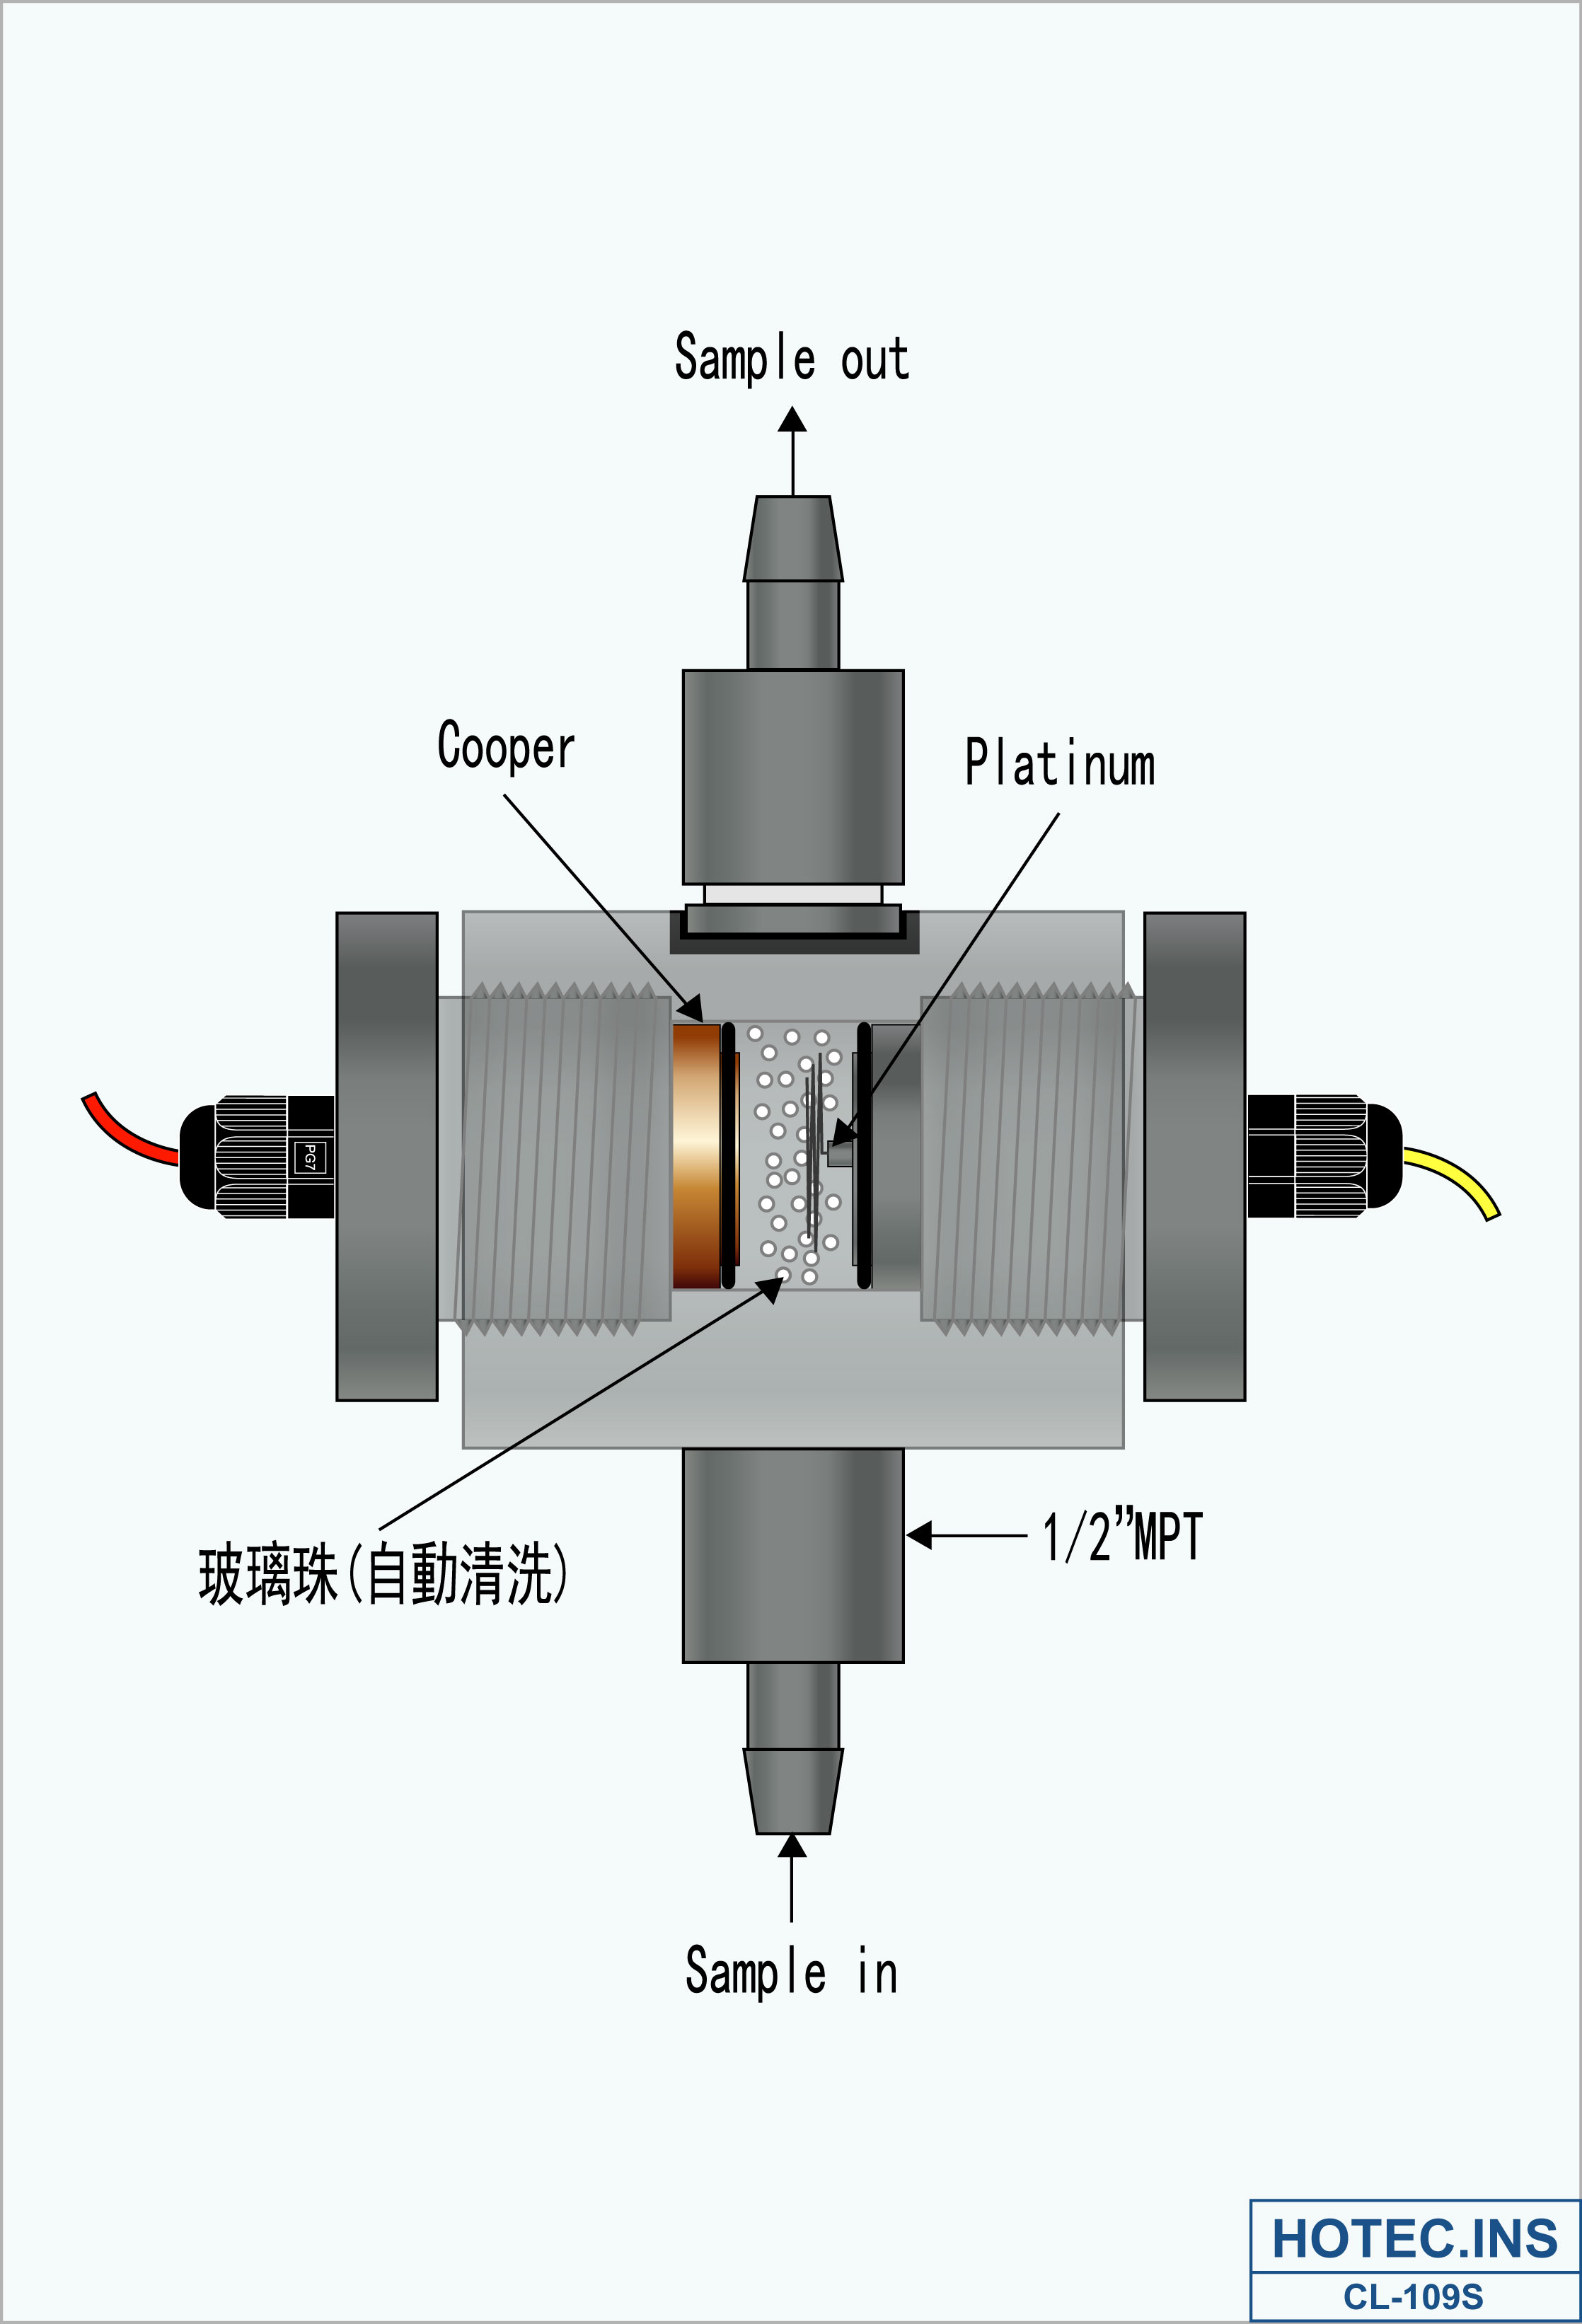 Sample out
Cooper
Platinum
PG7
玻璃珠(自動清洗)
1/2”MPT
Sample in
HOTEC.INS
CL-109S